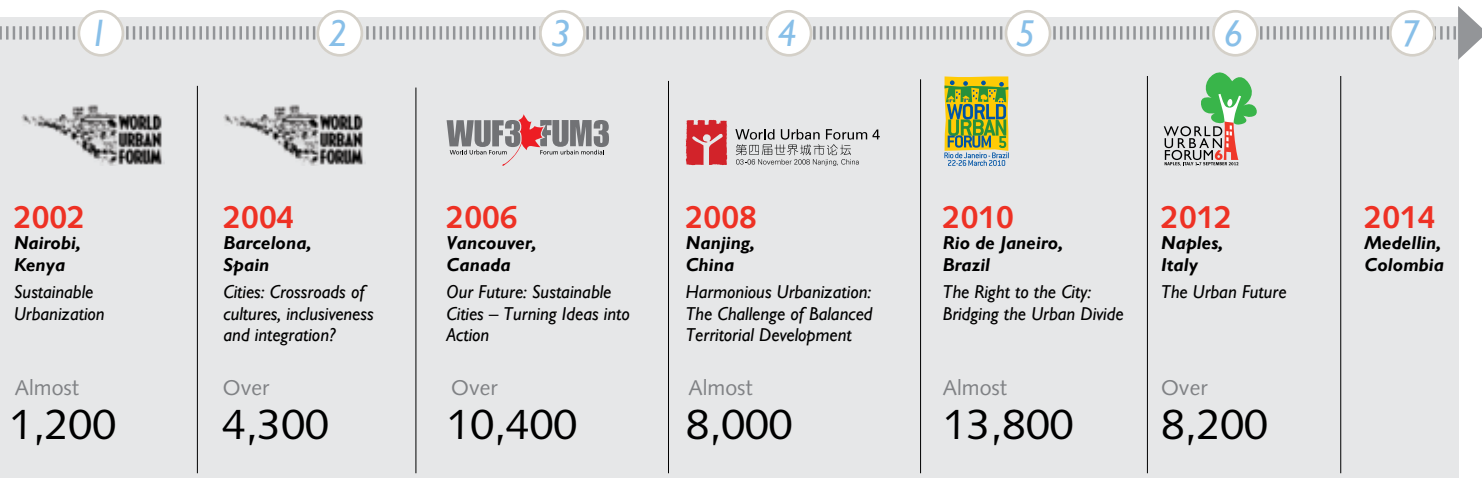 1
2
3
4
5
6
7
WORLD
URBAN
FORUM
2002
Nairobi,
Kenya
Sustainable
Urbanization
Almost
1,200
WORLD
URBAN
FORUM
2004
Barcelona,
Spain
Cities: Crossroads of
cultures, inclusiveness
and integration?
Over
4,300
WUF3 FUM3
World Urban Forum Forum urbain mondial
2006
Vancouver,
Canada
Our Future: Sustainable
Cities – Turning Ideas into
Action
Over
10,400
World Urban Forum 4
第四届世界城市论坛
03-06 November 2008 Nanjing, China
2008
Nanjing,
China
Harmonious Urbanization:
The Challenge of Balanced
Territorial Development
Almost
8,000
WORLD
URBAN
FORUM 5
Rio de Janeiro - Brazil
22-26 March 2010
2010
Rio de Janeiro,
Brazil
The Right to the City:
Bridging the Urban Divide
Almost
13,800
WORLD
URBAN
FORUM6
NAPLES, ITALY 1-7 SEPTEMBER 2012
2012
Naples,
Italy
The Urban Future
Over
8,200
2014
Medellin,
Colombia